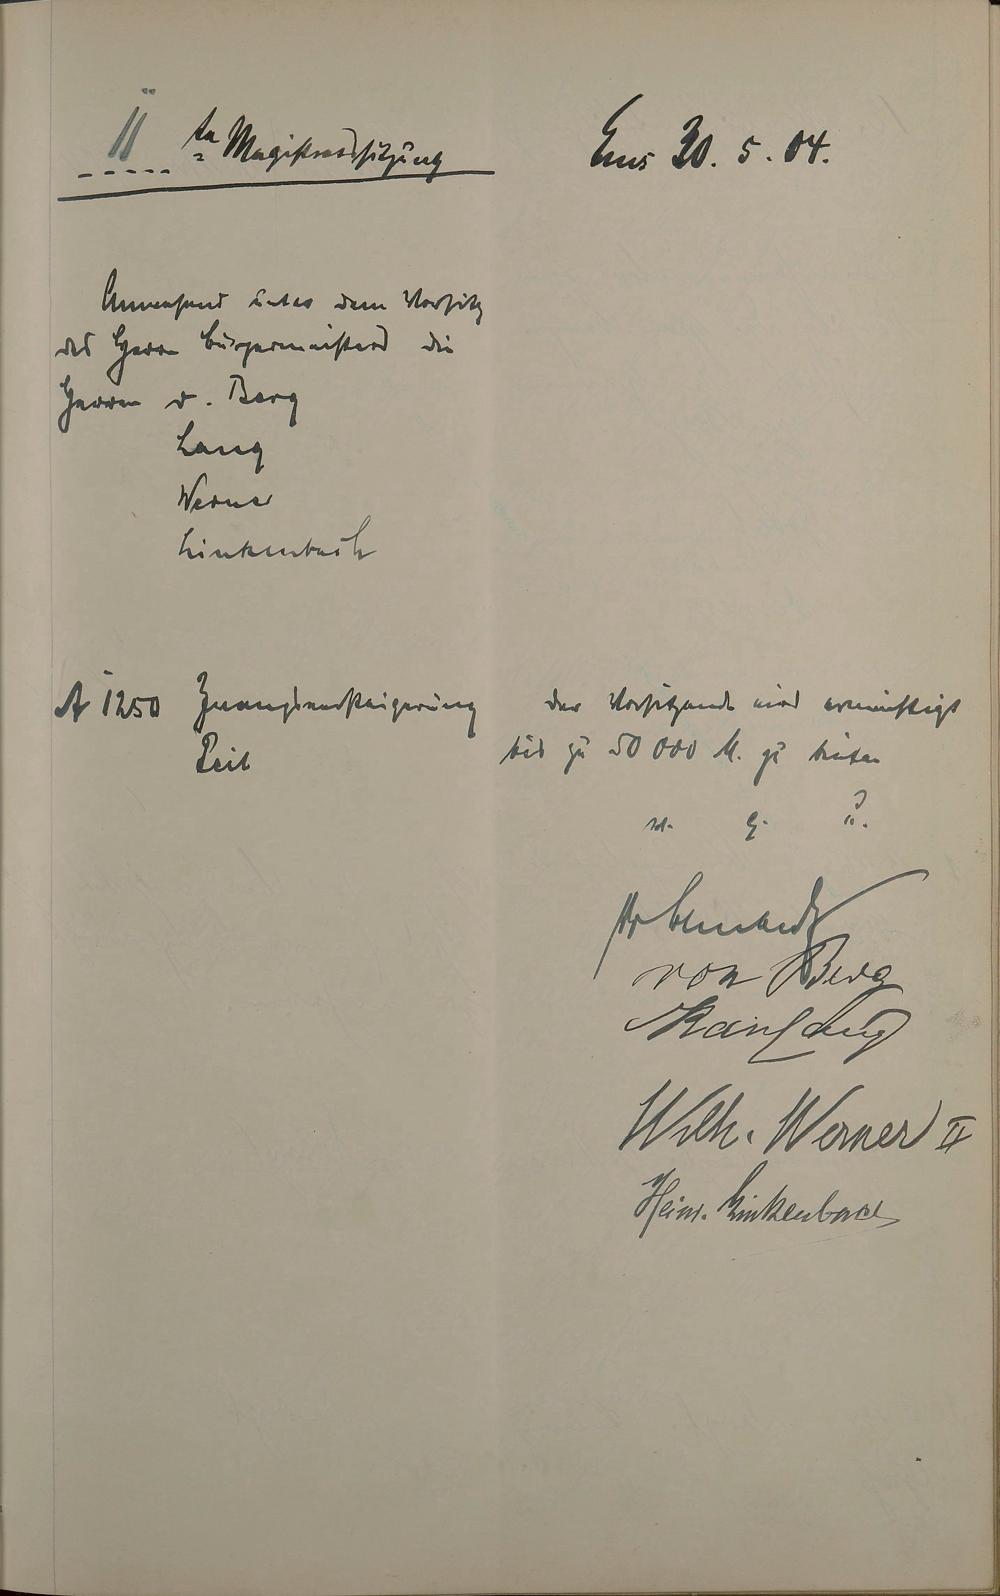 11 te Magistratssitzung
Ems 30. 5. 04.
Anwesend unter dem Vorsitz
des Herrn Bürgermeisters die
Herren v. Berg
Lang
Werner
Linkenbach
A 1250 Zwangsversteigerung
der Vorsitzende wird ermächtigt
bis zu 50 000 M. zu bieten
v. g. u.
von Berg
Karl Lang
Wilh. Werner II
Heinr. Linkenbach